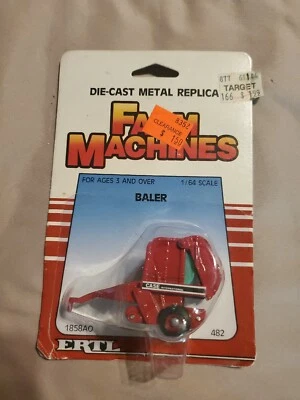 DIE-CAST METAL REPLICA
TARGET
FARM
MACHINES
CLEARANCE
FOR AGES 3 AND OVER
1/64 SCALE
BALER
CASE
1858AO
482
ERTL